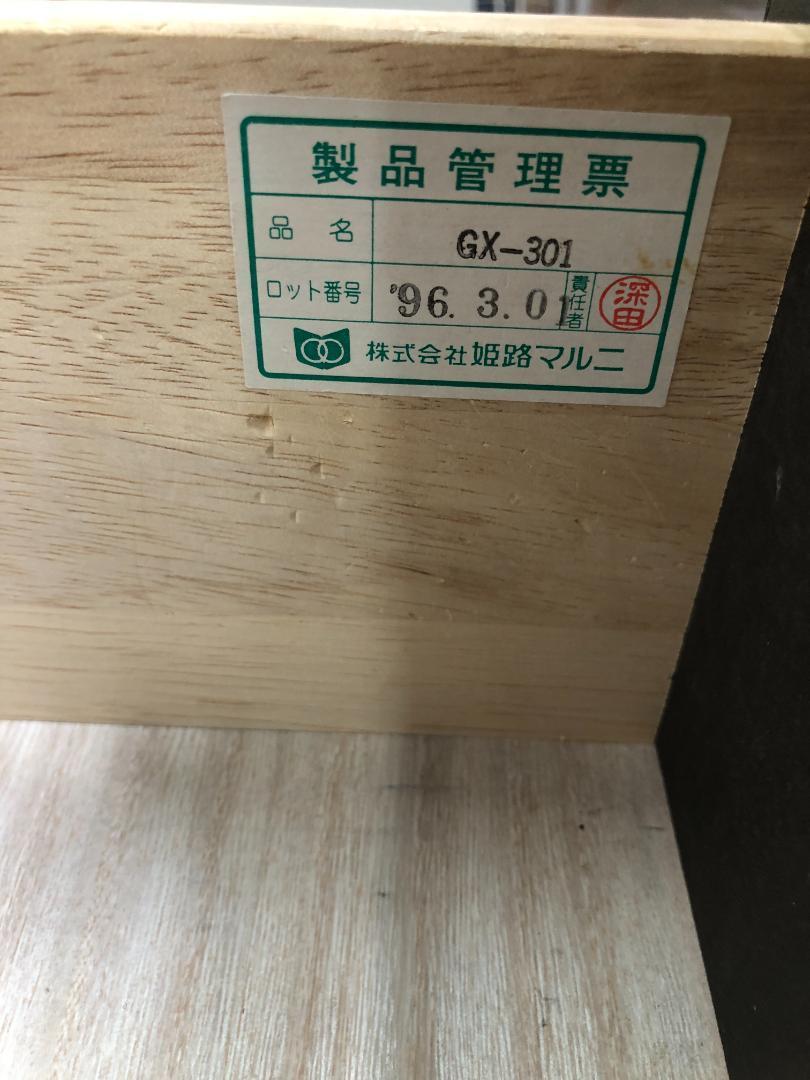 製品管理票
品名 GX-301
ロット番号 '96. 3. 01 責任者 深田
株式会社姫路マルニ